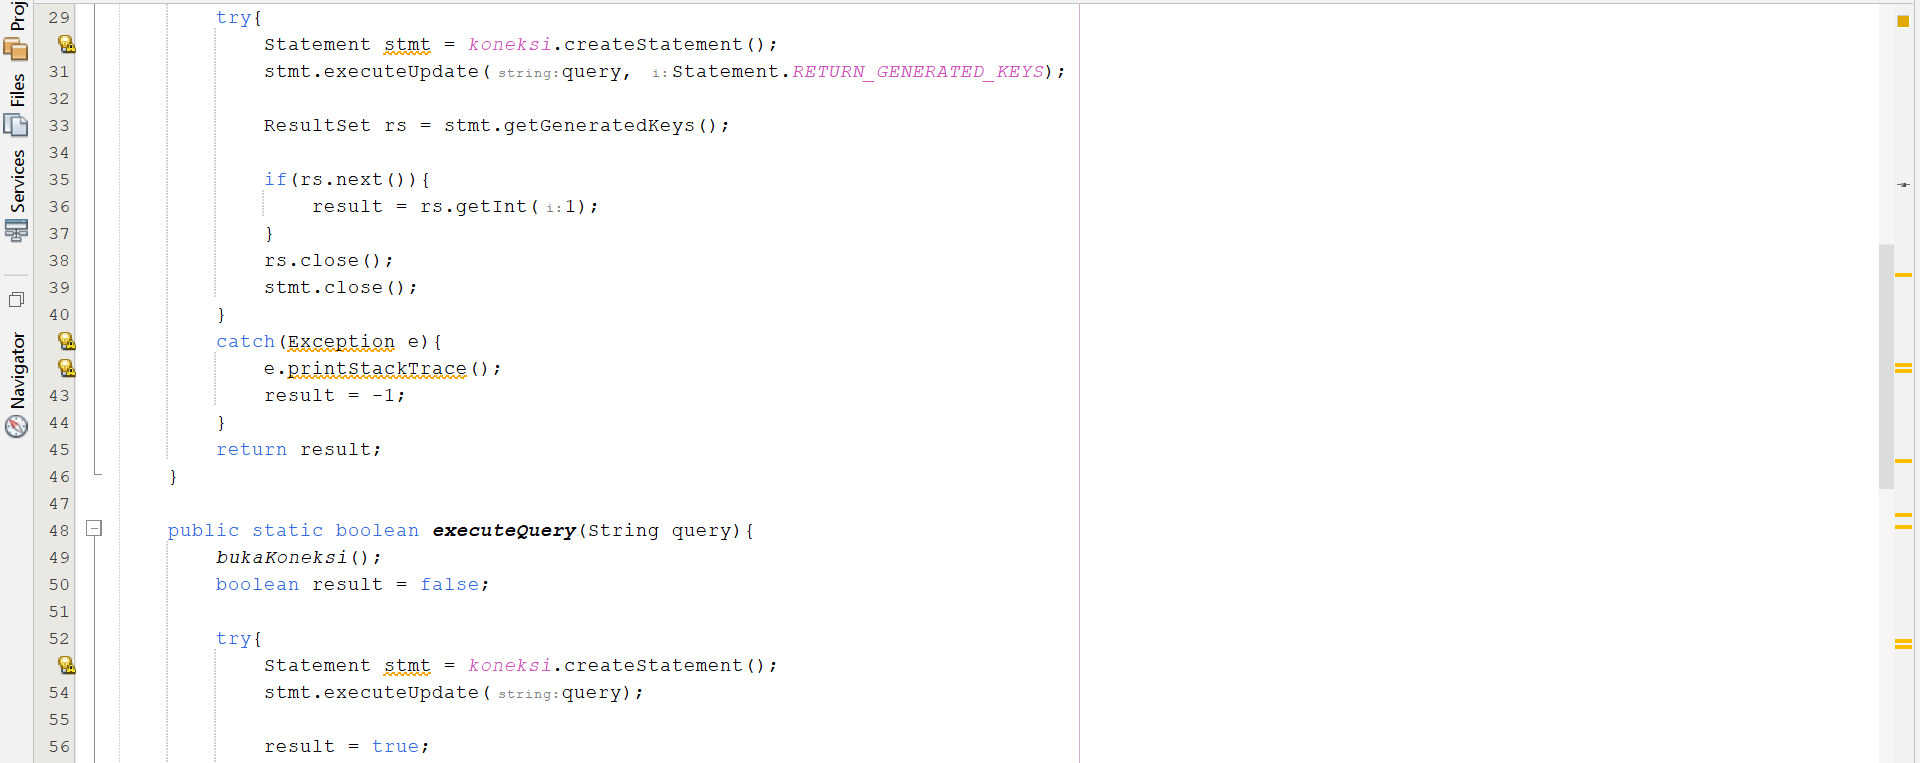 Proj
Files
Services
Navigator
29 try{
Statement stmt = koneksi.createStatement();
31 stmt.executeUpdate(string:query, i:Statement.RETURN_GENERATED_KEYS);
32
33 ResultSet rs = stmt.getGeneratedKeys();
34
35 if(rs.next()){
36 result = rs.getInt(i:1);
37 }
38 rs.close();
39 stmt.close();
40 }
catch(Exception e){
e.printStackTrace();
43 result = -1;
44 }
45 return result;
46 }
47
48 public static boolean executeQuery(String query){
49 bukaKoneksi();
50 boolean result = false;
51
52 try{
Statement stmt = koneksi.createStatement();
54 stmt.executeUpdate(string:query);
55
56 result = true;